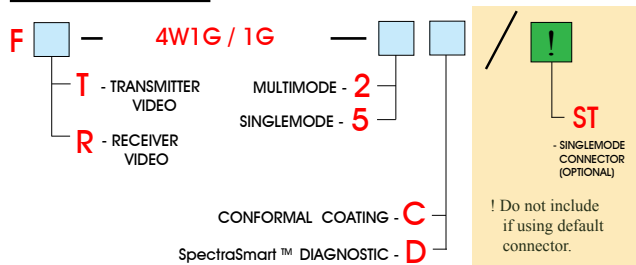 F — 4W1G / 1G — / !
T - TRANSMITTER
VIDEO
R - RECEIVER
VIDEO
MULTIMODE - 2
SINGLEMODE - 5
CONFORMAL COATING - C
SpectraSmart ™ DIAGNOSTIC - D
ST
- SINGLEMODE
CONNECTOR
(OPTIONAL)
! Do not include
if using default
connector.